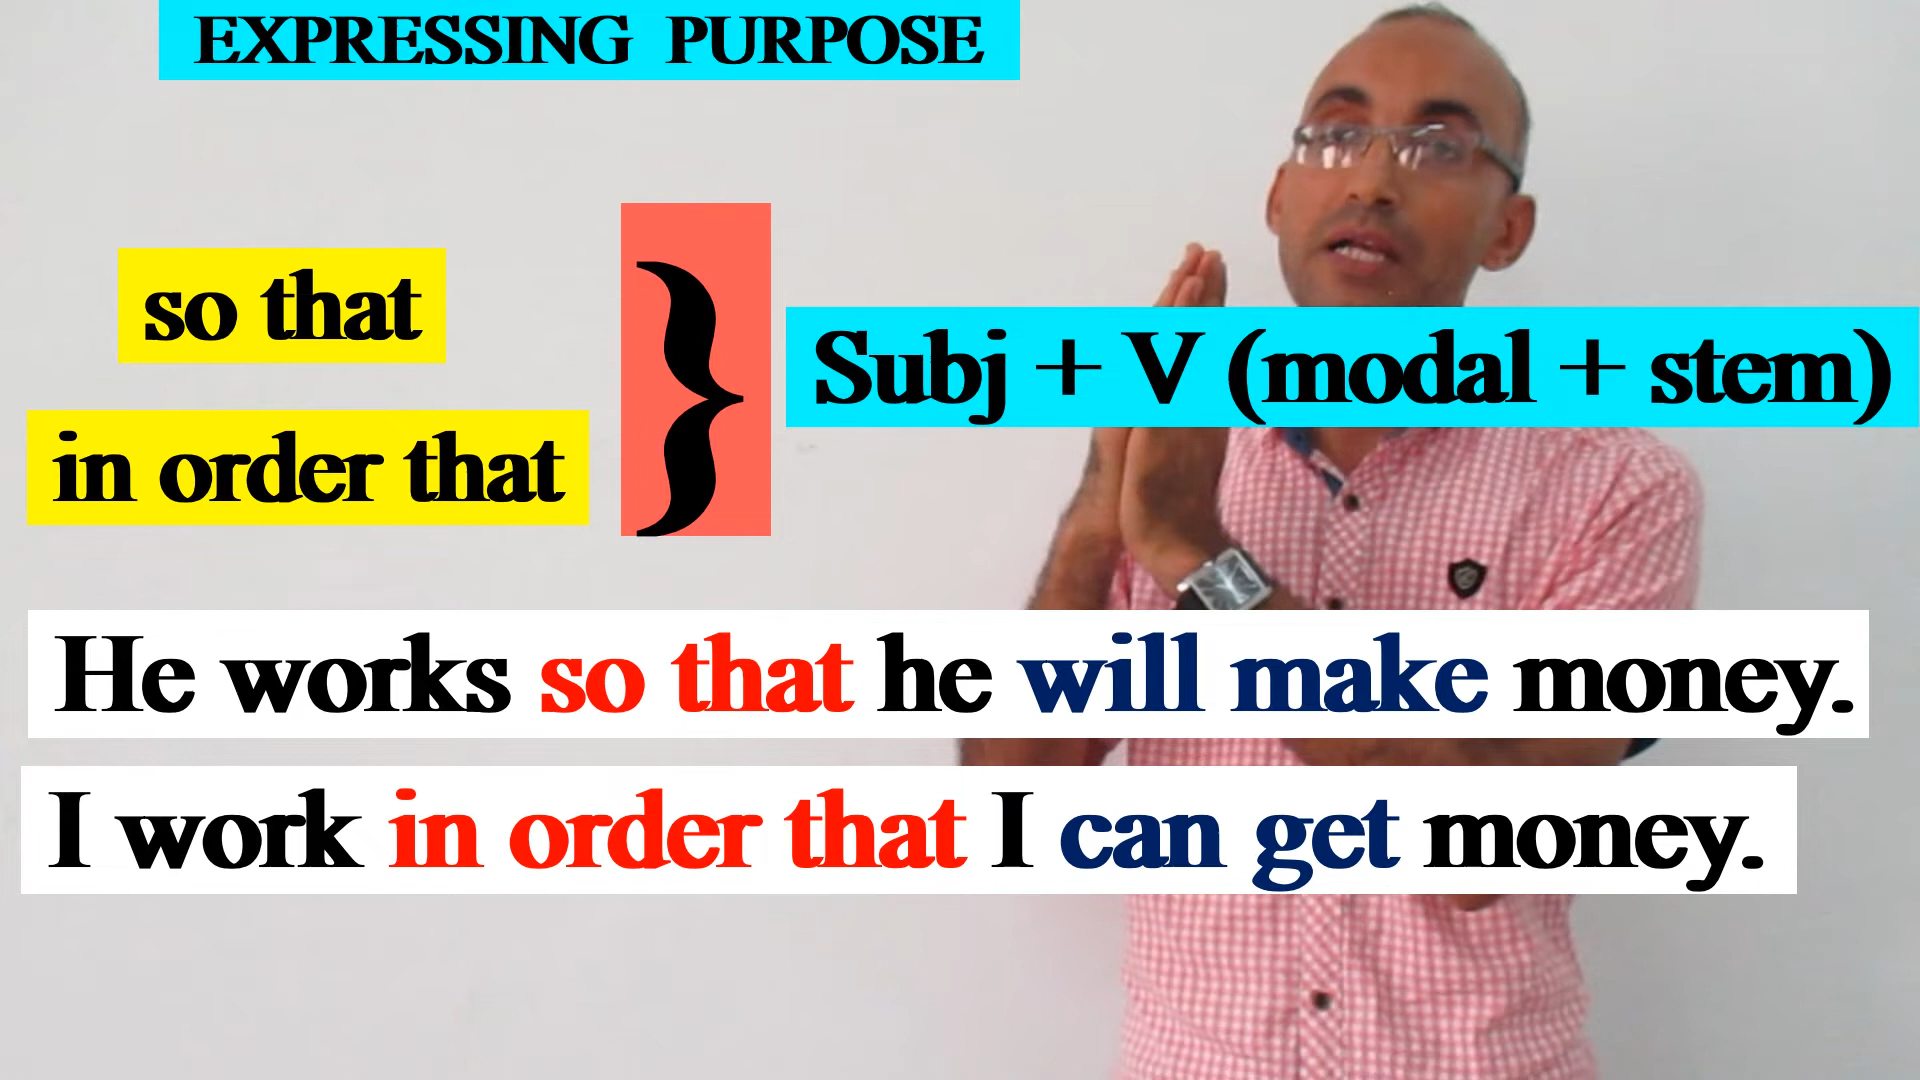 EXPRESSING PURPOSE
so that
in order that
}
Subj + V (modal + stem)
He works so that he will make money.
I work in order that I can get money.